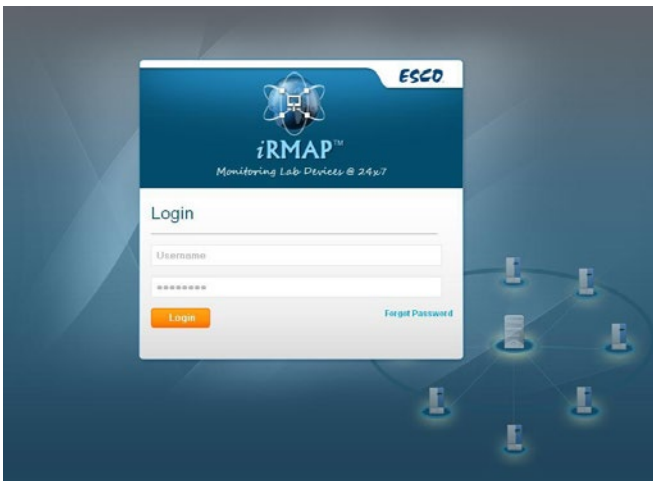 ESCO
iRMAP™
Monitoring Lab Devices @ 24x7
Login
Username
Login
Forgot Password